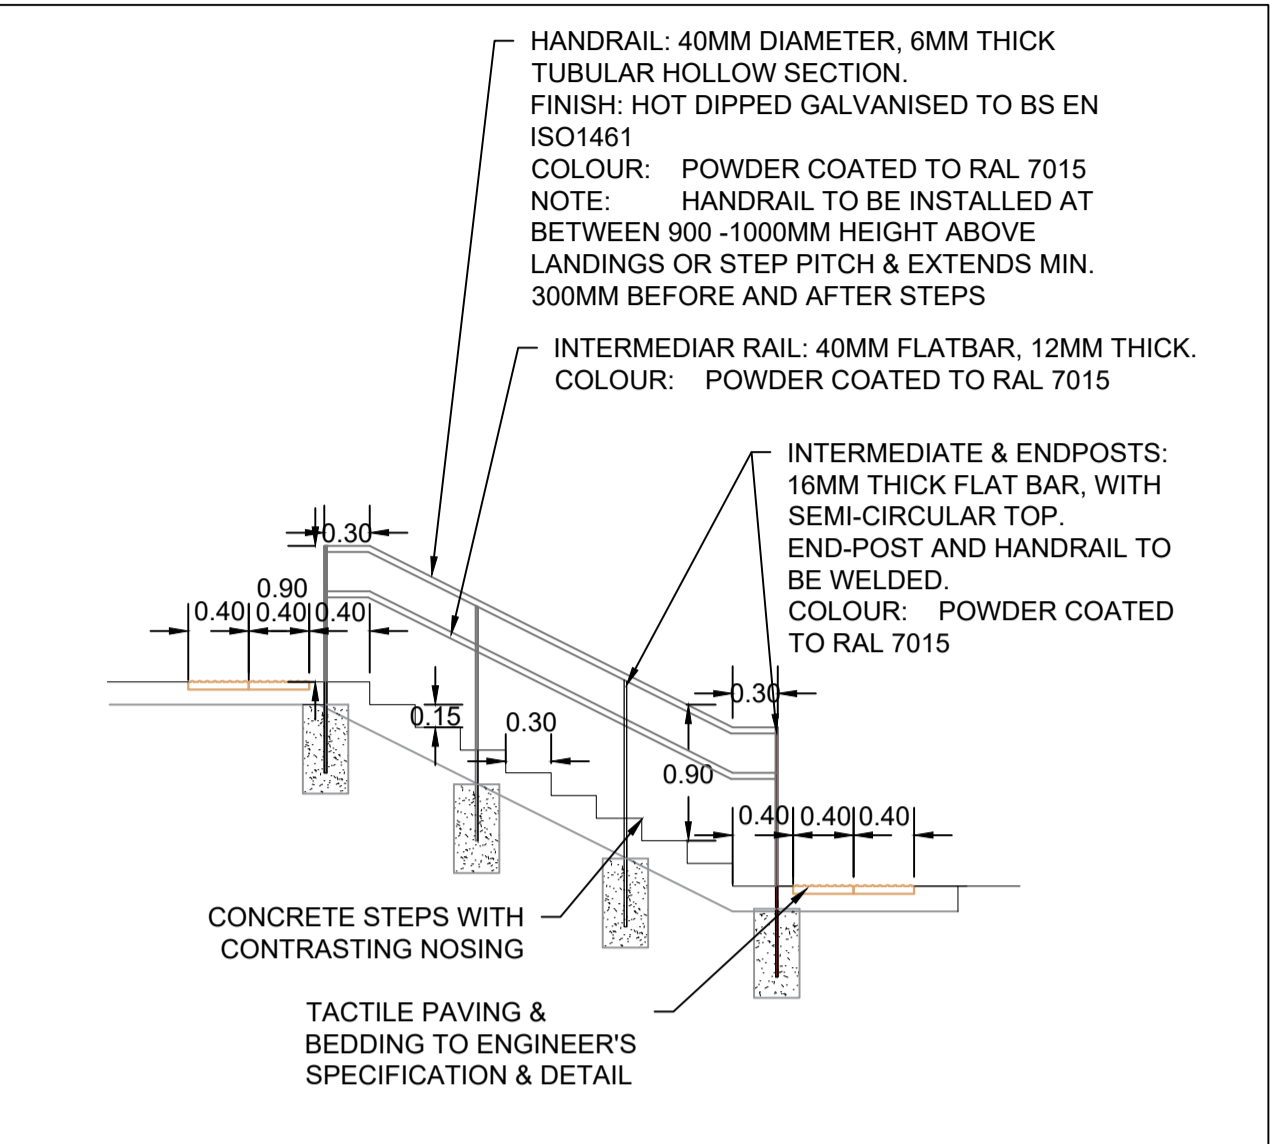 HANDRAIL: 40MM DIAMETER, 6MM THICK
TUBULAR HOLLOW SECTION.
FINISH: HOT DIPPED GALVANISED TO BS EN
ISO1461
COLOUR: POWDER COATED TO RAL 7015
NOTE: HANDRAIL TO BE INSTALLED AT
BETWEEN 900 -1000MM HEIGHT ABOVE
LANDINGS OR STEP PITCH & EXTENDS MIN.
300MM BEFORE AND AFTER STEPS
INTERMEDIAR RAIL: 40MM FLATBAR, 12MM THICK.
COLOUR: POWDER COATED TO RAL 7015
INTERMEDIATE & ENDPOSTS:
16MM THICK FLAT BAR, WITH
SEMI-CIRCULAR TOP.
END-POST AND HANDRAIL TO
BE WELDED.
COLOUR: POWDER COATED
TO RAL 7015
0.30
0.90
0.40 0.40 0.40
0.15
0.30
0.30
0.90
0.40 0.40 0.40
CONCRETE STEPS WITH
CONTRASTING NOSING
TACTILE PAVING &
BEDDING TO ENGINEER'S
SPECIFICATION & DETAIL